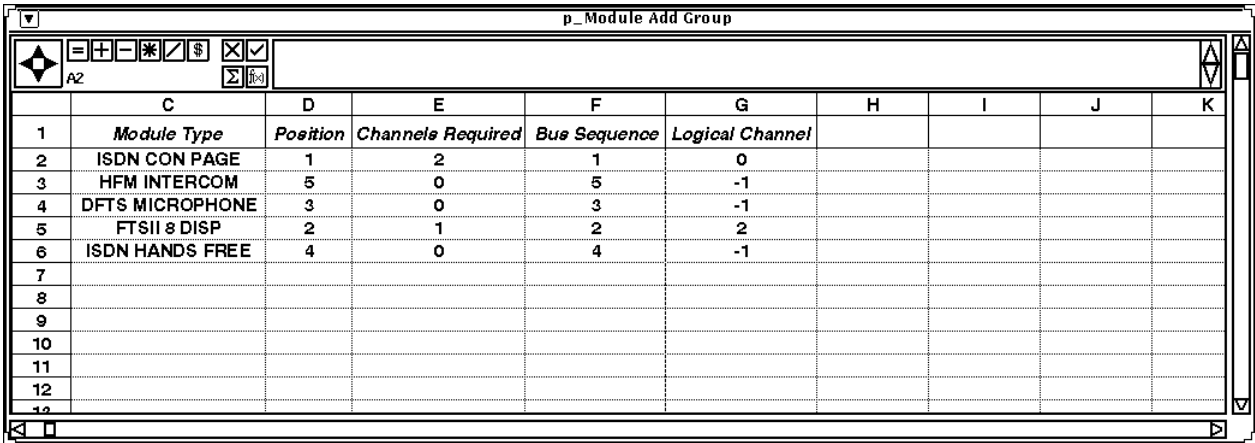 p_Module Add Group
= + - * / $
A2
Σ f(x)
C D E F G H I J K
1 Module Type Position Channels Required Bus Sequence Logical Channel
2 ISDN CON PAGE 1 2 1 0
3 HFM INTERCOM 5 0 5 -1
4 DFTS MICROPHONE 3 0 3 -1
5 FTSII 8 DISP 2 1 2 2
6 ISDN HANDS FREE 4 0 4 -1
7
8
9
10
11
12